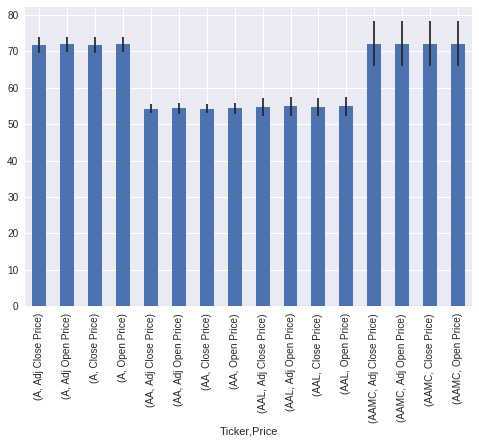 80
70
60
50
40
30
20
10
0
(A, Adj Close Price)
(A, Adj Open Price)
(A, Close Price)
(A, Open Price)
(AA, Adj Close Price)
(AA, Adj Open Price)
(AA, Close Price)
(AA, Open Price)
(AAL, Adj Close Price)
(AAL, Adj Open Price)
(AAL, Close Price)
(AAL, Open Price)
(AAMC, Adj Close Price)
(AAMC, Adj Open Price)
(AAMC, Close Price)
(AAMC, Open Price)
Ticker,Price